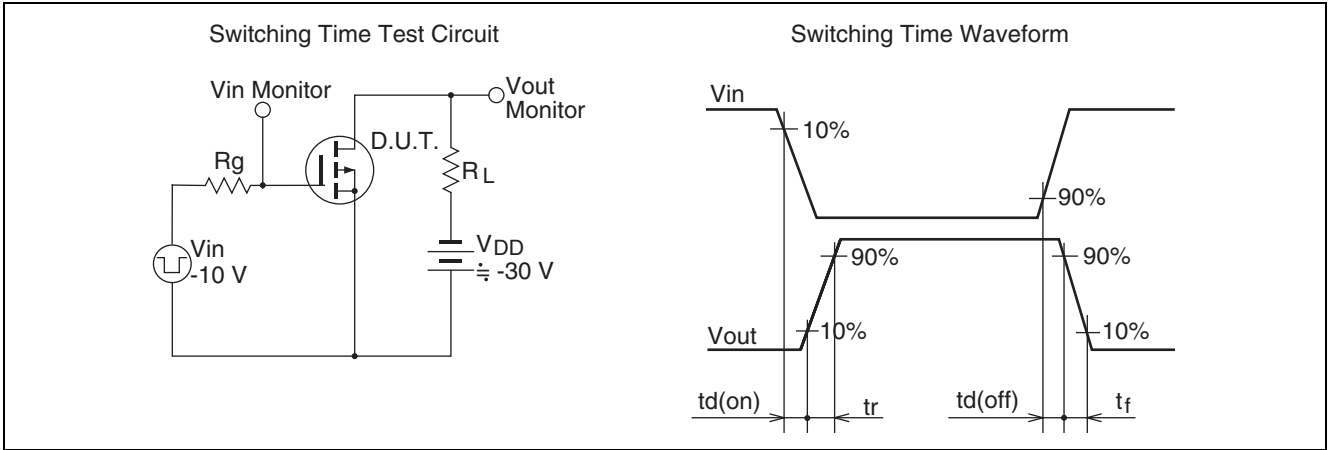 Switching Time Test Circuit
Vin Monitor
Vout
Monitor
D.U.T.
Rg
RL
Vin
-10 V
VDD
≒ -30 V
Switching Time Waveform
Vin
10%
90%
90%
90%
Vout
10%
10%
td(on)
tr
td(off)
tf